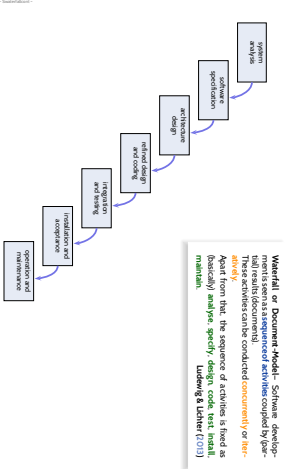 system
analysis
software
specification
architecture
design
refined design
and coding
integration
and testing
installation and
acceptance
operation and
maintenance
Waterfall or Document-Model– Software develop-
ment is seen as a sequence of activities coupled by (par-
tial) results (documents).
These activities can be conducted concurrently or iter-
atively.
Apart from that, the sequence of activities is fixed as
(basically) analyse, specify, design, code, test, install,
maintain.
Ludewig & Lichter (2013)